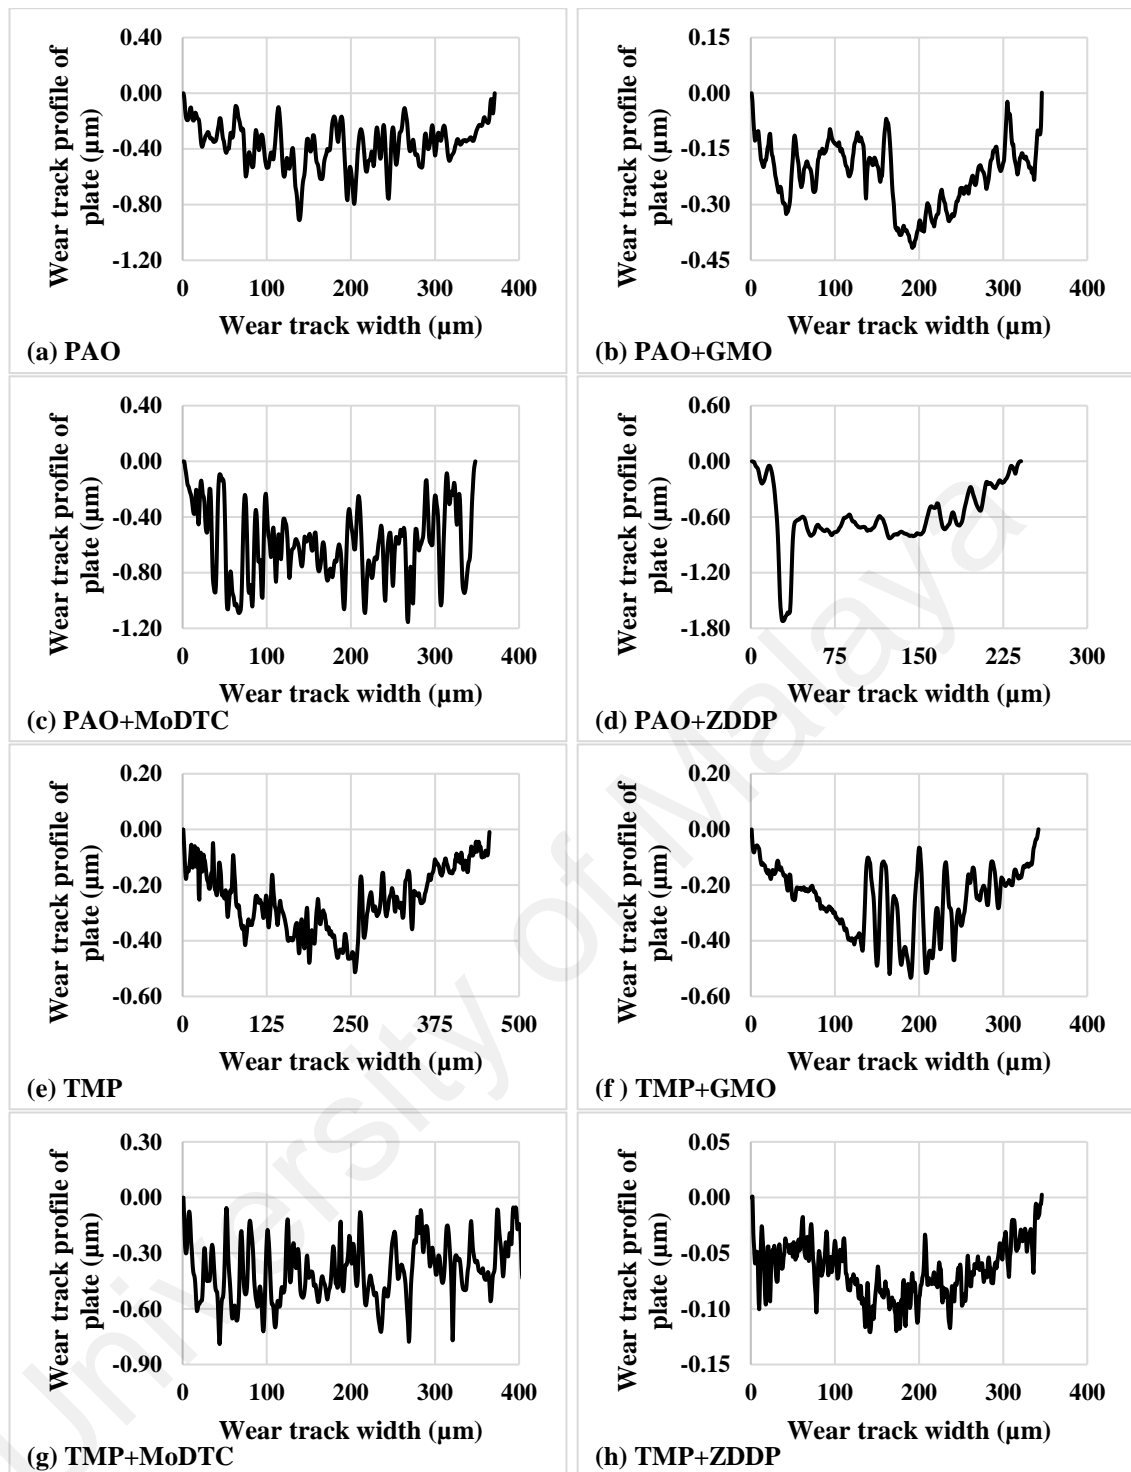 Wear track profile of
plate (µm)
0.40
0.00
-0.40
-0.80
-1.20
0
100
200
300
400
Wear track width (µm)
(a) PAO
Wear track profile of
plate (µm)
0.15
0.00
-0.15
-0.30
-0.45
0
100
200
300
400
Wear track width (µm)
(b) PAO+GMO
Wear track profile of
plate (µm)
0.40
0.00
-0.40
-0.80
-1.20
0
100
200
300
400
Wear track width (µm)
(c) PAO+MoDTC
Wear track profile of
plate (µm)
0.60
0.00
-0.60
-1.20
-1.80
0
75
150
225
300
Wear track width (µm)
(d) PAO+ZDDP
Wear track profile of
plate (µm)
0.20
0.00
-0.20
-0.40
-0.60
0
125
250
375
500
Wear track width (µm)
(e) TMP
Wear track profile of
plate (µm)
0.20
0.00
-0.20
-0.40
-0.60
0
100
200
300
400
Wear track width (µm)
(f ) TMP+GMO
Wear track profile of
plate (µm)
0.30
0.00
-0.30
-0.60
-0.90
0
100
200
300
400
Wear track width (µm)
(g) TMP+MoDTC
Wear track profile of
plate (µm)
0.05
0.00
-0.05
-0.10
-0.15
0
100
200
300
400
Wear track width (µm)
(h) TMP+ZDDP
University of Malaya